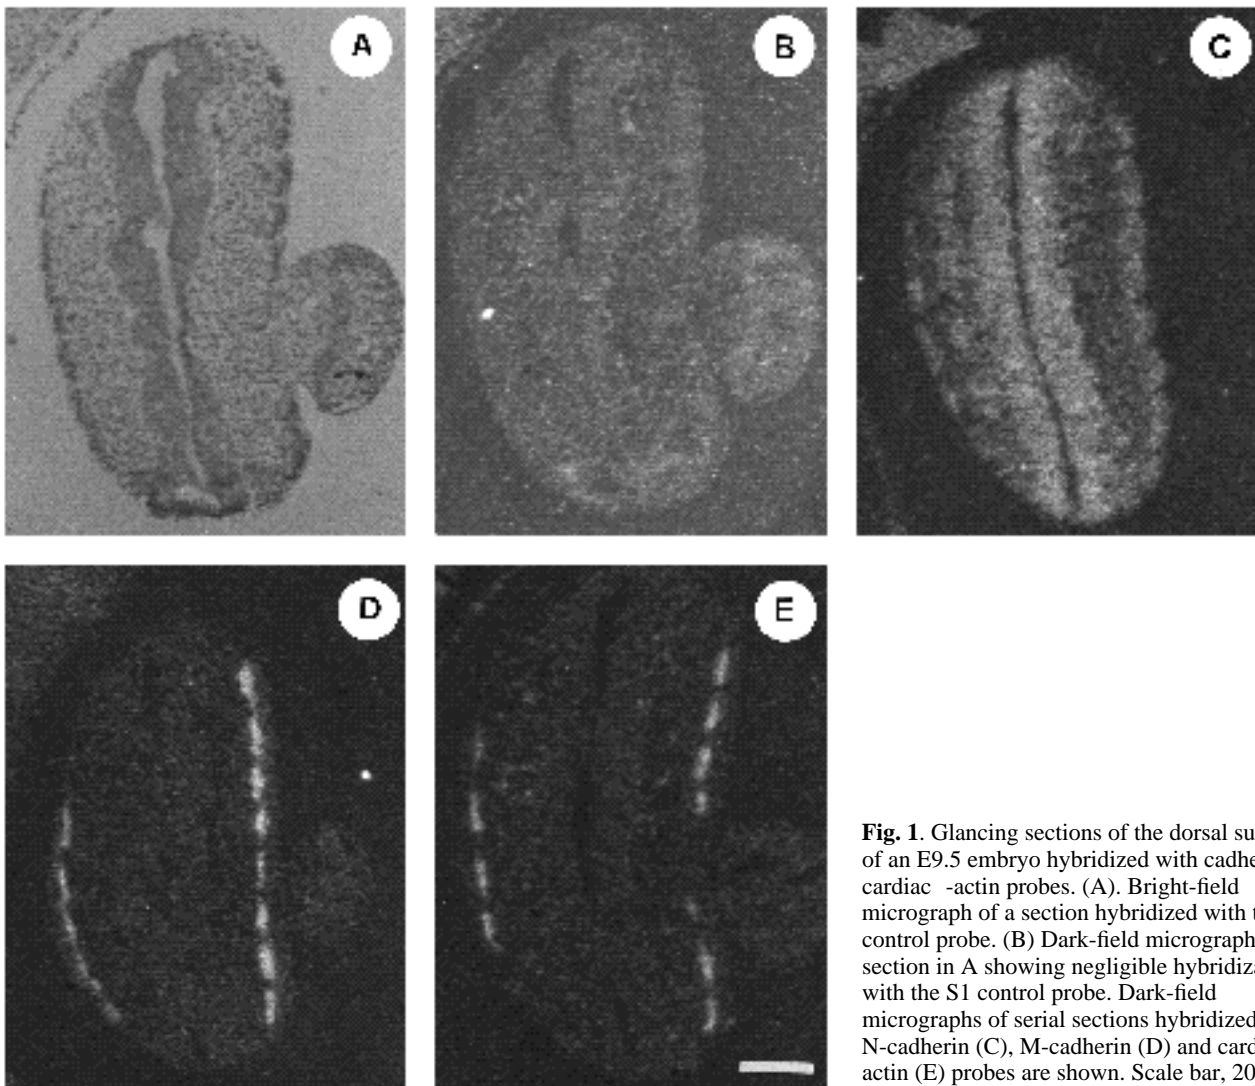 A
B
C
D
E
Fig. 1. Glancing sections of the dorsal su
of an E9.5 embryo hybridized with cadhe
cardiac -actin probes. (A). Bright-field
micrograph of a section hybridized with t
control probe. (B) Dark-field micrograph
section in A showing negligible hybridiza
with the S1 control probe. Dark-field
micrographs of serial sections hybridized
N-cadherin (C), M-cadherin (D) and card
actin (E) probes are shown. Scale bar, 20